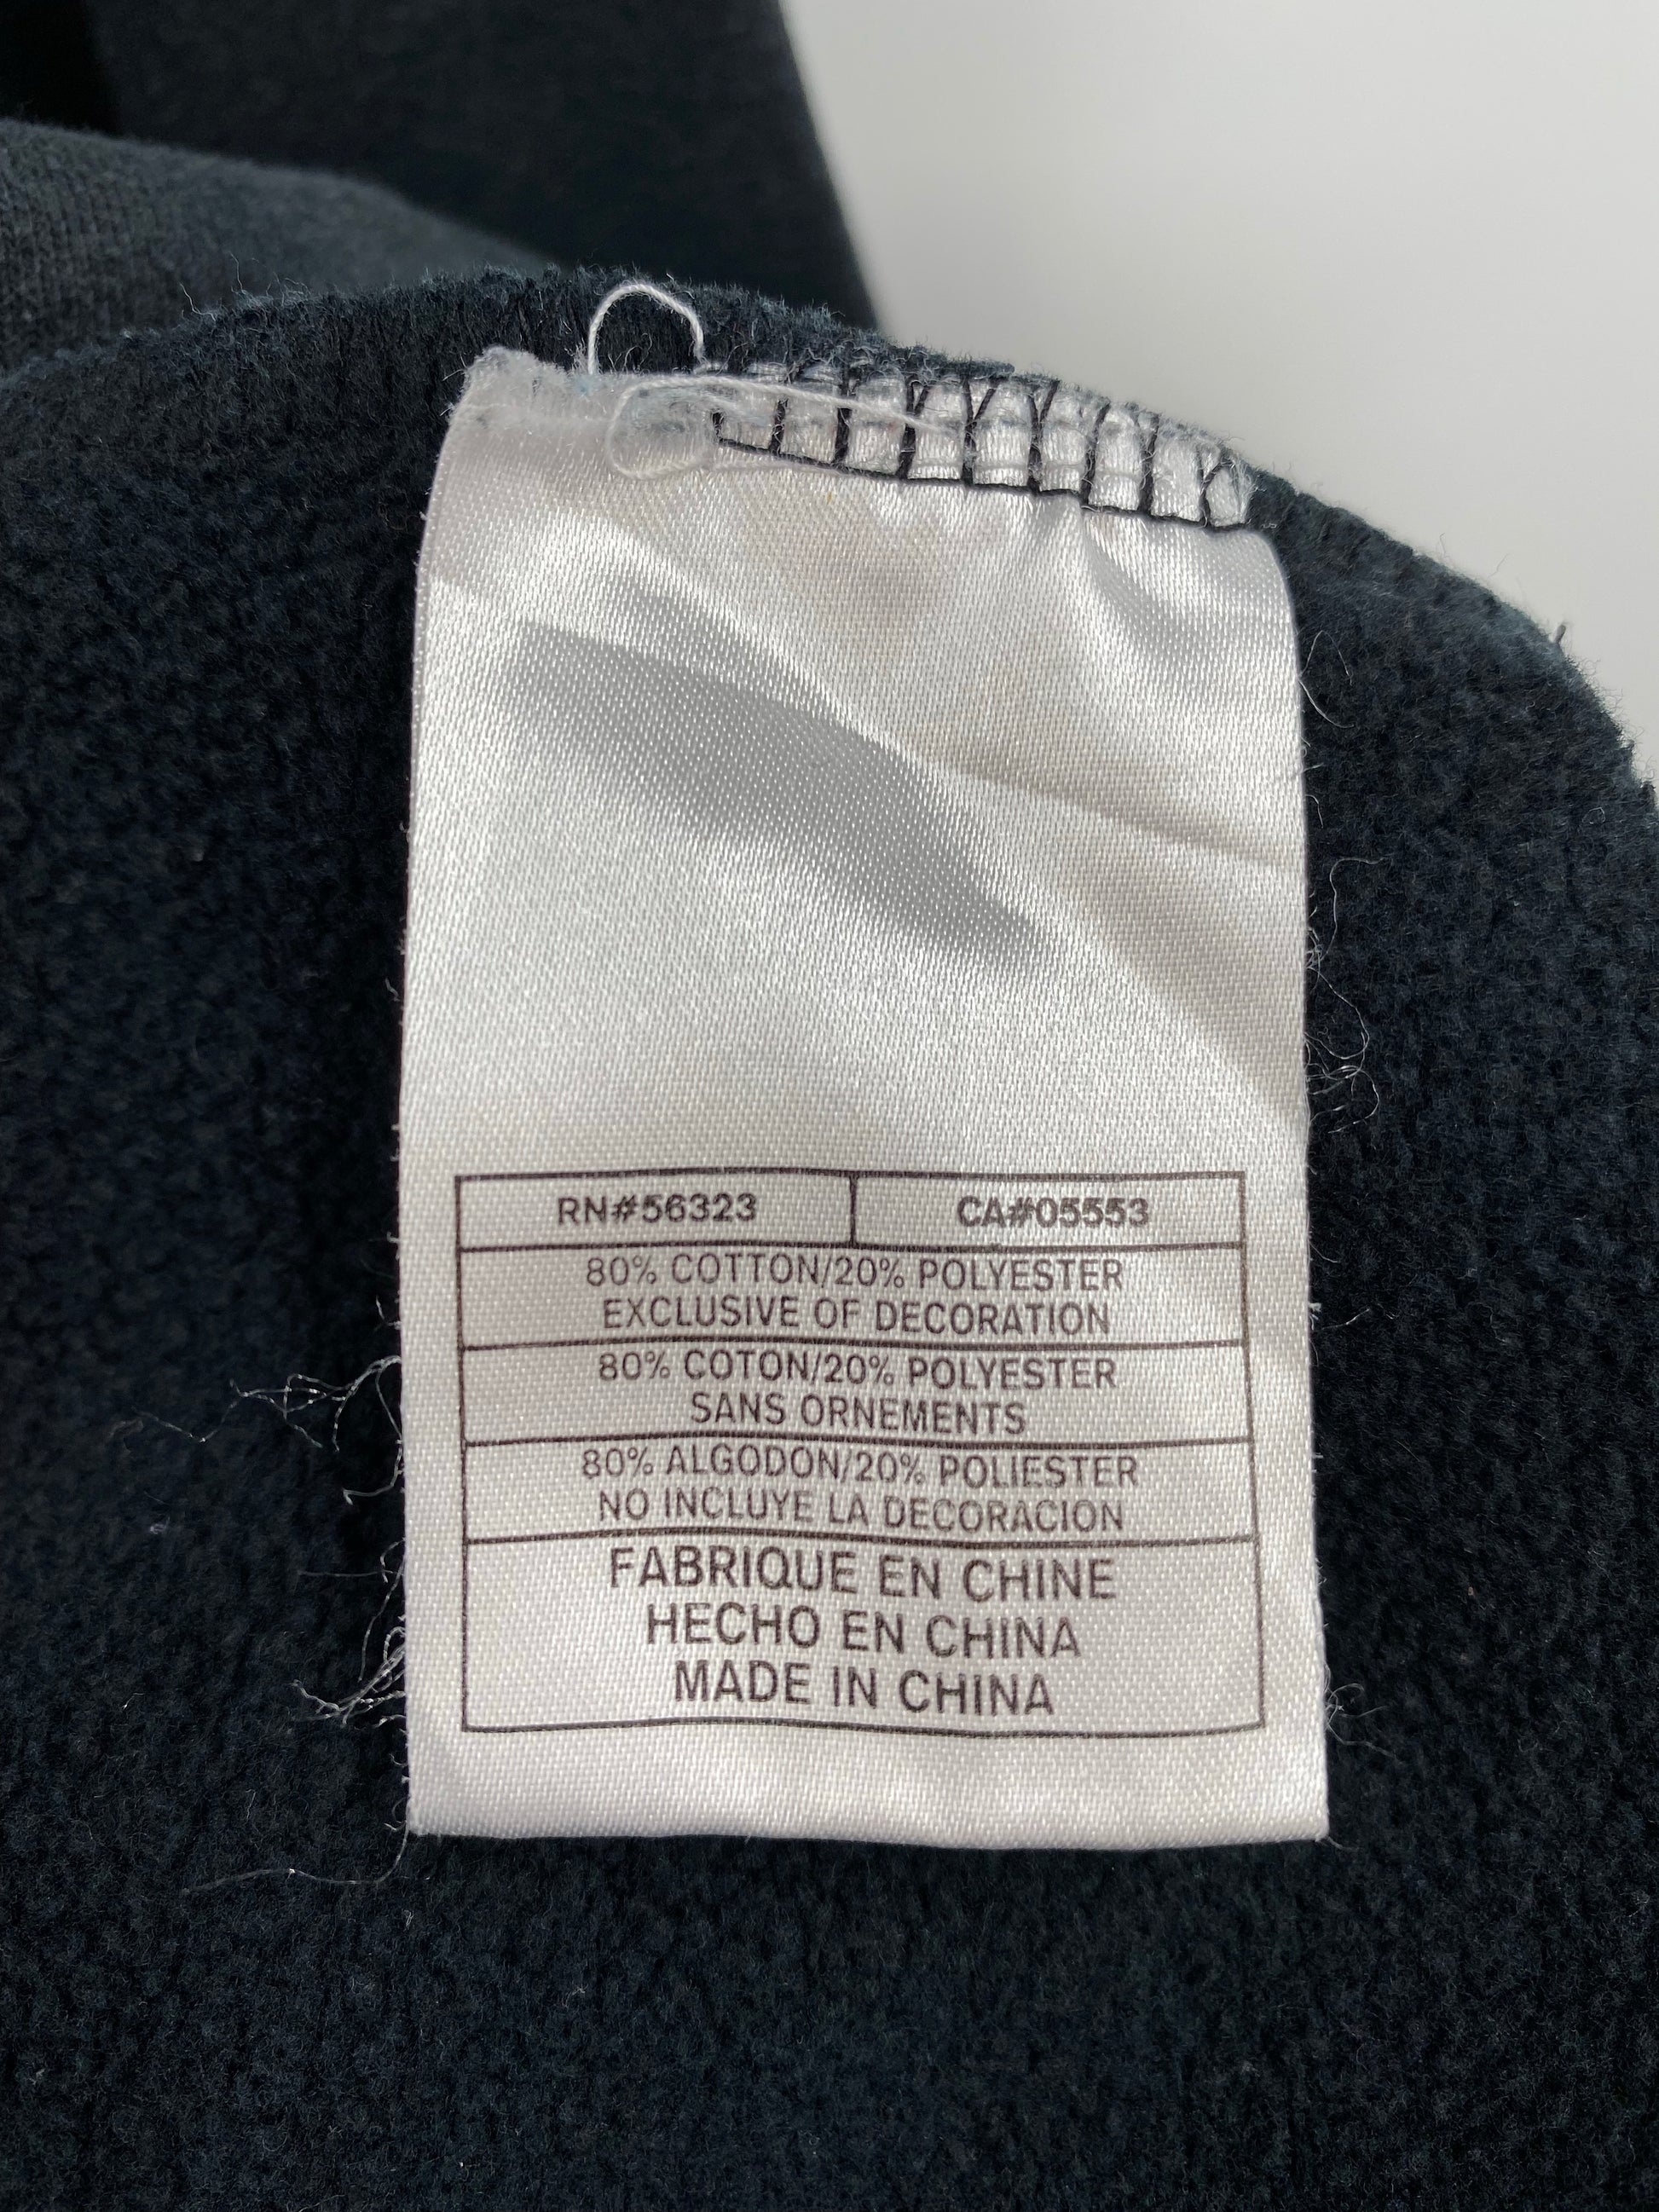 RN#56323 CA#05553
80% COTTON/20% POLYESTER
EXCLUSIVE OF DECORATION
80% COTON/20% POLYESTER
SANS ORNEMENTS
80% ALGODON/20% POLIESTER
NO INCLUYE LA DECORACION
FABRIQUE EN CHINE
HECHO EN CHINA
MADE IN CHINA